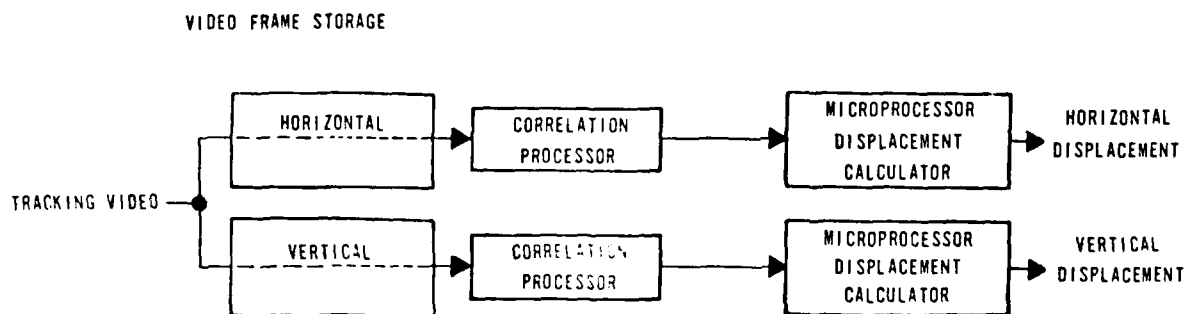 VIDEO FRAME STORAGE
HORIZONTAL
CORRELATION
PROCESSOR
MICROPROCESSOR
DISPLACEMENT
CALCULATOR
HORIZONTAL
DISPLACEMENT
TRACKING VIDEO
VERTICAL
CORRELATION
PROCESSOR
MICROPROCESSOR
DISPLACEMENT
CALCULATOR
VERTICAL
DISPLACEMENT